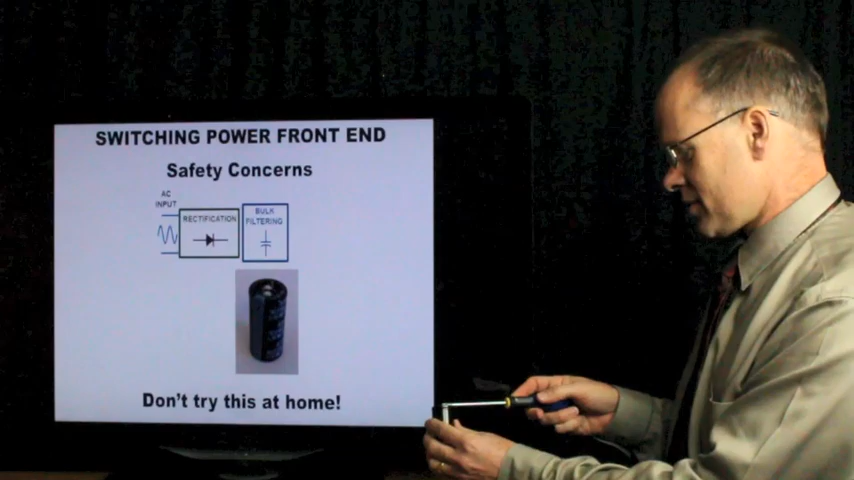 SWITCHING POWER FRONT END
Safety Concerns
AC
INPUT
RECTIFICATION
BULK
FILTERING
Don't try this at home!